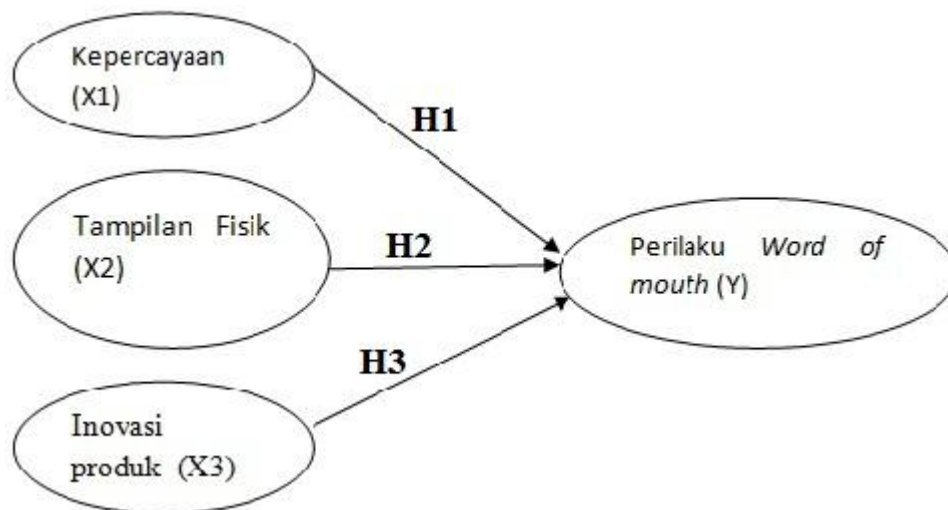 Kepercayaan
(X1)
H1
Tampilan Fisik
(X2)
H2
Perilaku Word of
mouth (Y)
H3
Inovasi
produk (X3)